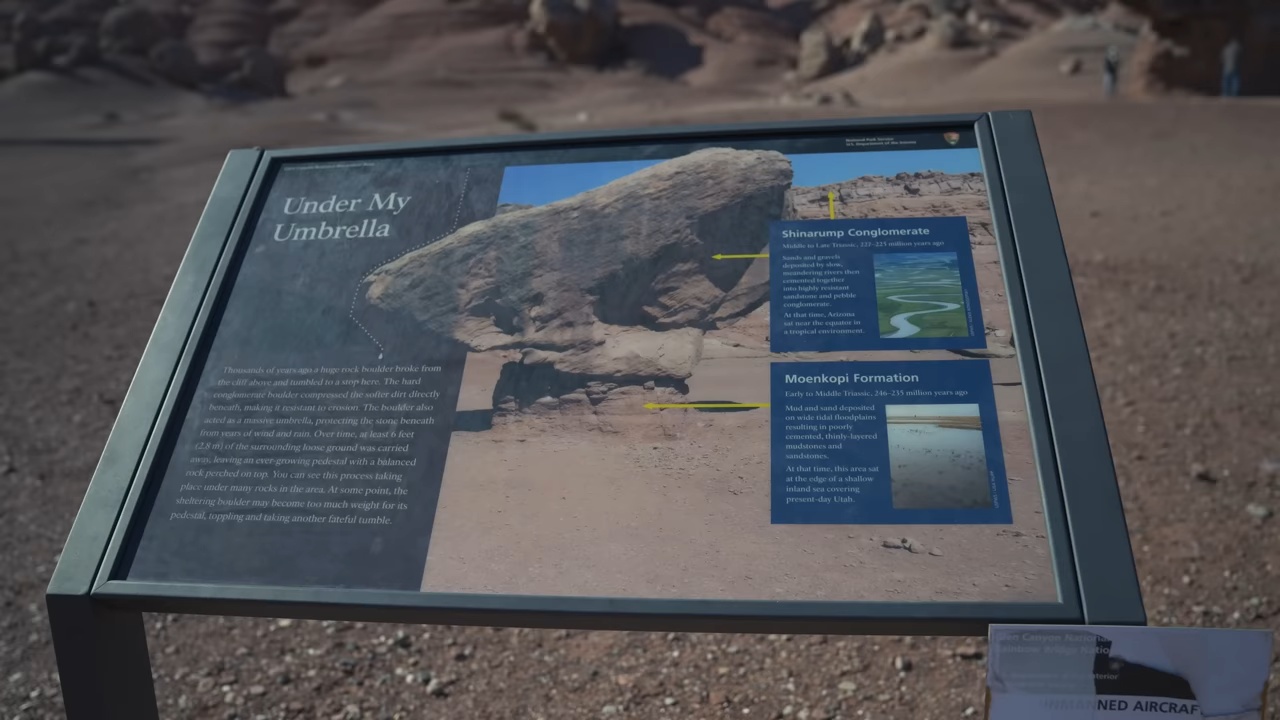 National Park Service
U.S. Department of the Interior
Under My
Umbrella
Thousands of years ago a huge rock boulder broke from
the cliff above and tumbled to a stop here. The hard
conglomerate boulder compressed the softer dirt directly
beneath, making it resistant to erosion. The boulder also
acted as a massive umbrella, protecting the stone beneath
from years of wind and rain. Over time, at least 6 feet
(2.8 m) of the surrounding loose ground was carried
away, leaving an ever-growing pedestal with a balanced
rock perched on top. You can see this process taking
place under many rocks in the area. At some point, the
sheltering boulder may become too much weight for its
pedestal, toppling and taking another fateful tumble.
Shinarump Conglomerate
Middle to Late Triassic, 227–225 million years ago
Sands and gravels
deposited by slow,
meandering rivers then
cemented together
into highly resistant
sandstone and pebble
conglomerate.
At that time, Arizona
sat near the equator in
a tropical environment.
Moenkopi Formation
Early to Middle Triassic, 246–235 million years ago
Mud and sand deposited
on wide tidal floodplains
resulting in poorly
cemented, thinly-layered
mudstones and
sandstones.
At that time, this area sat
at the edge of a shallow
inland sea covering
present-day Utah.
Glen Canyon National
Rainbow Bridge Natio
NMANNED AIRCRAF